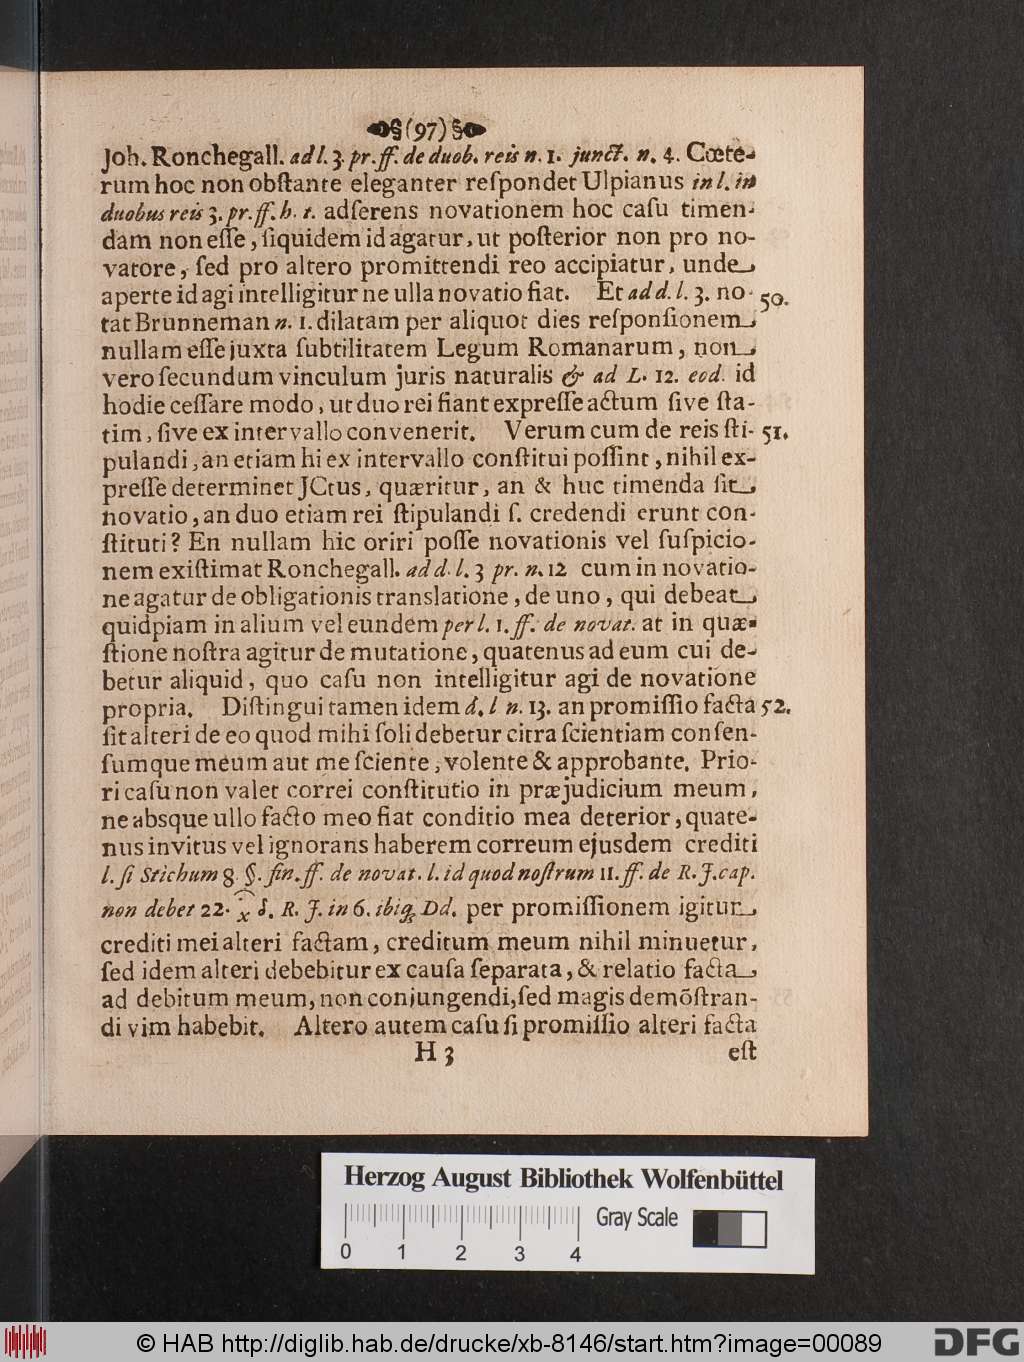 §(97)§
Joh. Ronchegall. ad l. 3. pr. ff. de duob. reis n. 1. junct. n. 4. Cœte-
rum hoc non obſtante eleganter reſpondet Ulpianus in l. in
duobus reis 3. pr. ff. h. t. adſerens novationem hoc caſu timen-
dam non eſſe, ſiquidem id agatur, ut poſterior non pro no-
vatore, ſed pro altero promittendi reo accipiatur, unde
aperte id agi intelligitur ne ulla novatio fiat. Et ad d. l. 3. no- 50.
tat Brunneman n. 1. dilatam per aliquot dies reſponſionem
nullam eſſe juxta ſubtilitatem Legum Romanarum, non
vero ſecundum vinculum juris naturalis & ad L. 12. eod. id
hodie ceſſare modo, ut duo rei fiant expreſſe actum ſive ſta-
tim, ſive ex intervallo convenerit. Verum cum de reis ſti- 51.
pulandi, an etiam hi ex intervallo conſtitui poſſint, nihil ex-
preſſe determinet JCtus, quæritur, an & huc timenda ſit
novatio, an duo etiam rei ſtipulandi ſ. credendi erunt con-
ſtituti? En nullam hic oriri poſſe novationis vel ſuſpicio-
nem exiſtimat Ronchegall. ad d. l. 3 pr. n. 12 cum in novatio-
ne agatur de obligationis translatione, de uno, qui debeat
quidpiam in alium vel eundem per l. 1. ff. de novat. at in quæ-
ſtione noſtra agitur de mutatione, quatenus ad eum cui de-
betur aliquid, quo caſu non intelligitur agi de novatione
propria. Diſtingui tamen idem d. l n. 13. an promiſſio facta 52.
ſit alteri de eo quod mihi ſoli debetur citra ſcientiam conſen-
ſumque meum aut me ſciente, volente & approbante. Prio-
ri caſu non valet correi conſtitutio in præjudicium meum,
ne absque ullo facto meo fiat conditio mea deterior, quate-
nus invitus vel ignorans haberem correum ejusdem crediti
l. ſi Stichum 8 §. fin. ff. de novat. l. id quod noſtrum 11. ff. de R. J. cap.
non debet 22. x d. R. J. in 6. ibiq; Dd. per promiſſionem igitur
crediti mei alteri factam, creditum meum nihil minuetur,
ſed idem alteri debebitur ex cauſa ſeparata, & relatio facta
ad debitum meum, non conjungendi, ſed magis demõſtran-
di vim habebit. Altero autem caſu ſi promiſſio alteri facta
H 3 eſt
Herzog August Bibliothek Wolfenbüttel
Gray Scale
0 1 2 3 4
© HAB http://diglib.hab.de/drucke/xb-8146/start.htm?image=00089
DFG